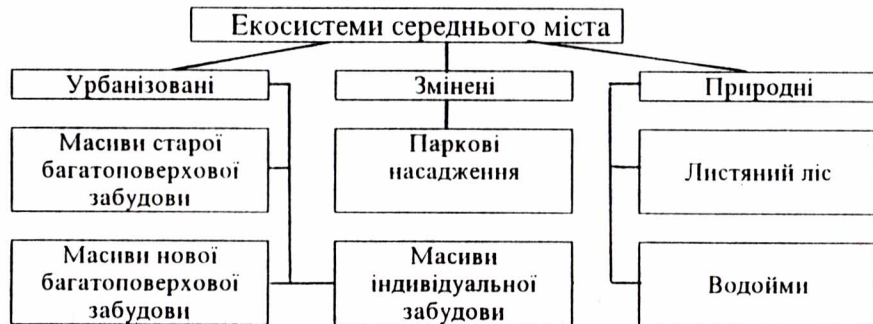 Екосистеми середнього міста
Урбанізовані
Змінені
Природні
Масиви старої
багатоповерхової
забудови
Паркові
насадження
Листяний ліс
Масиви нової
багатоповерхової
забудови
Масиви
індивідуальної
забудови
Водойми